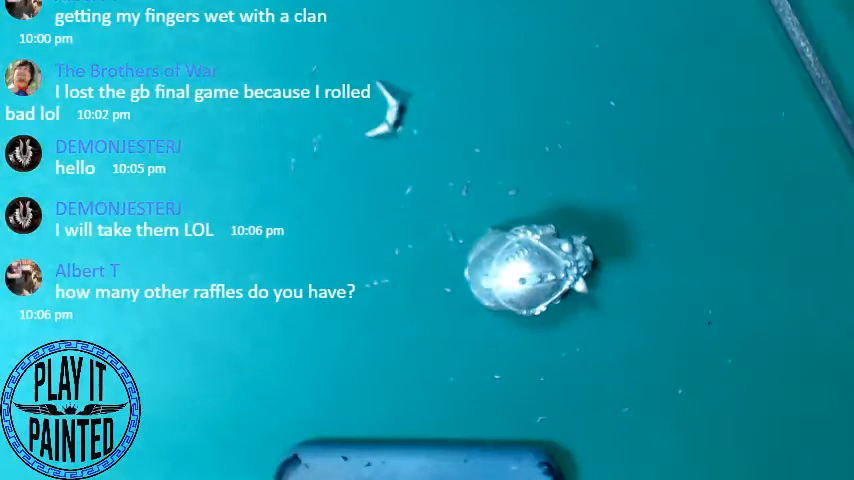 getting my fingers wet with a clan
10:00 pm
The Brothers of War
I lost the gb final game because I rolled
bad lol 10:02 pm
DEMONJESTERJ
hello 10:05 pm
DEMONJESTERJ
I will take them LOL 10:06 pm
Albert T
how many other raffles do you have?
10:06 pm
PLAY IT
PAINTED